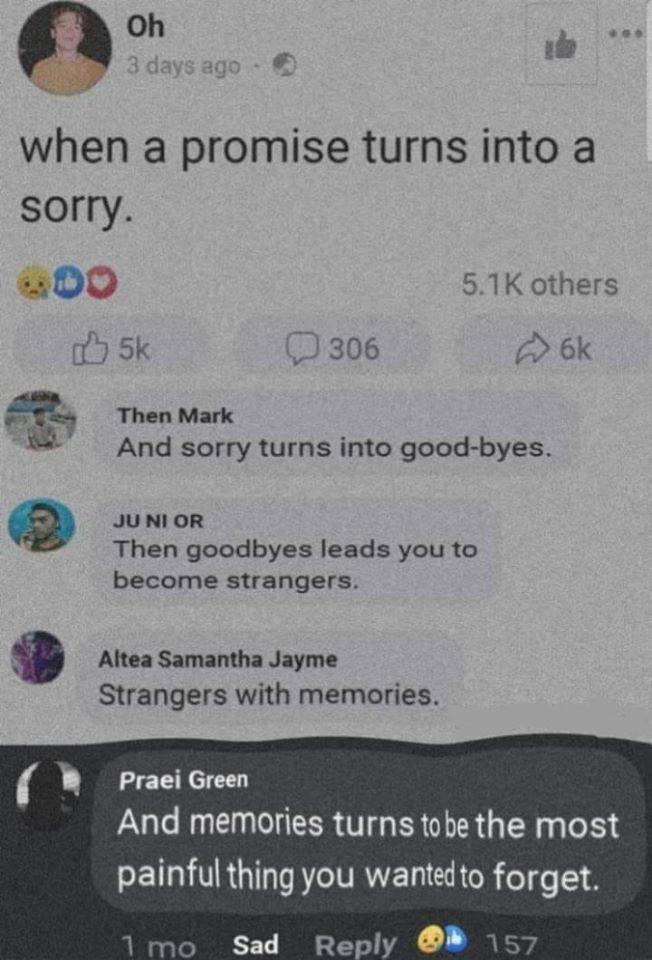 Oh
3 days ago ·
when a promise turns into a
sorry.
5.1K others
5k 306 6k
Then Mark
And sorry turns into good-byes.
JU NI OR
Then goodbyes leads you to
become strangers.
Altea Samantha Jayme
Strangers with memories.
Praei Green
And memories turns to be the most
painful thing you wanted to forget.
1 mo Sad Reply 157